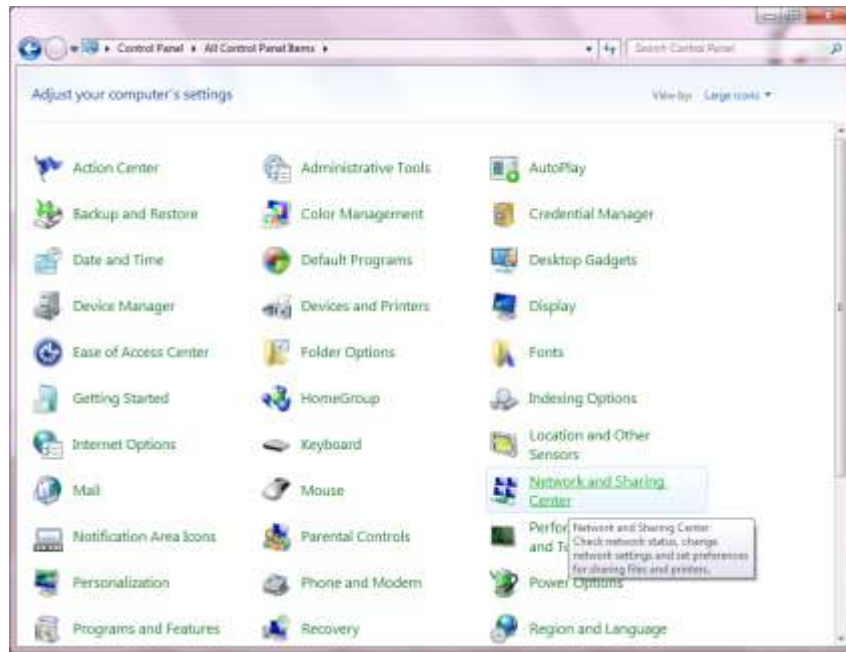 Control Panel All Control Panel Items
Search Control Panel
Adjust your computer's settings
View by: Large icons
Action Center
Administrative Tools
AutoPlay
Backup and Restore
Color Management
Credential Manager
Date and Time
Default Programs
Desktop Gadgets
Device Manager
Devices and Printers
Display
Ease of Access Center
Folder Options
Fonts
Getting Started
HomeGroup
Indexing Options
Internet Options
Keyboard
Location and Other
Sensors
Mail
Mouse
Network and Sharing
Center
Notification Area Icons
Parental Controls
Perfor
and T
Network and Sharing Center
Check network status, change
network settings and set preferences
for sharing files and printers.
Personalization
Phone and Modem
Power Options
Programs and Features
Recovery
Region and Language